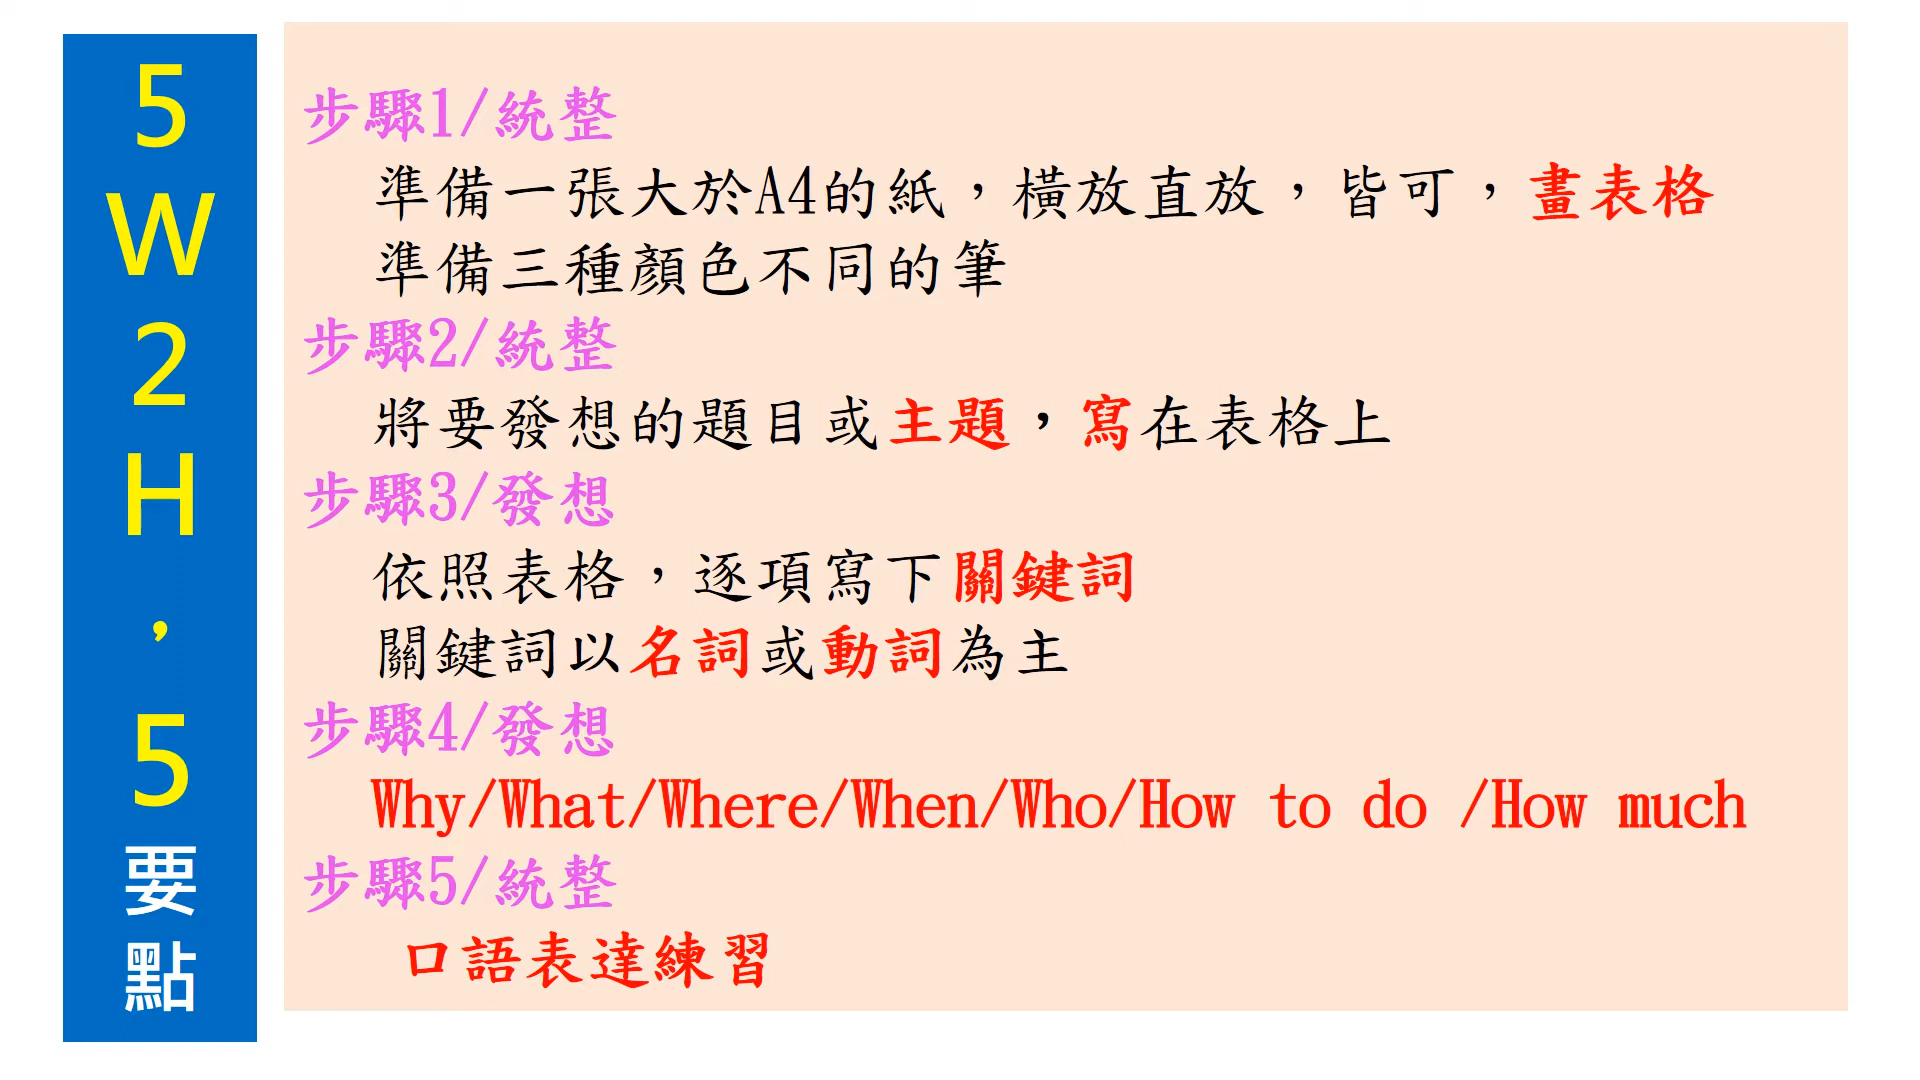 5W2H，5要點
步驟1/統整
準備一張大於A4的紙，橫放直放，皆可，畫表格
準備三種顏色不同的筆
步驟2/統整
將要發想的題目或主題，寫在表格上
步驟3/發想
依照表格，逐項寫下關鍵詞
關鍵詞以名詞或動詞為主
步驟4/發想
Why/What/Where/When/Who/How to do /How much
步驟5/統整
口語表達練習